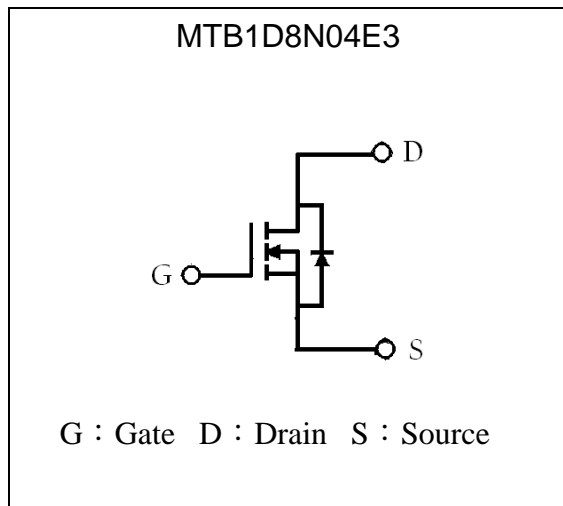 MTB1D8N04E3
D
G
S
G：Gate D：Drain S：Source